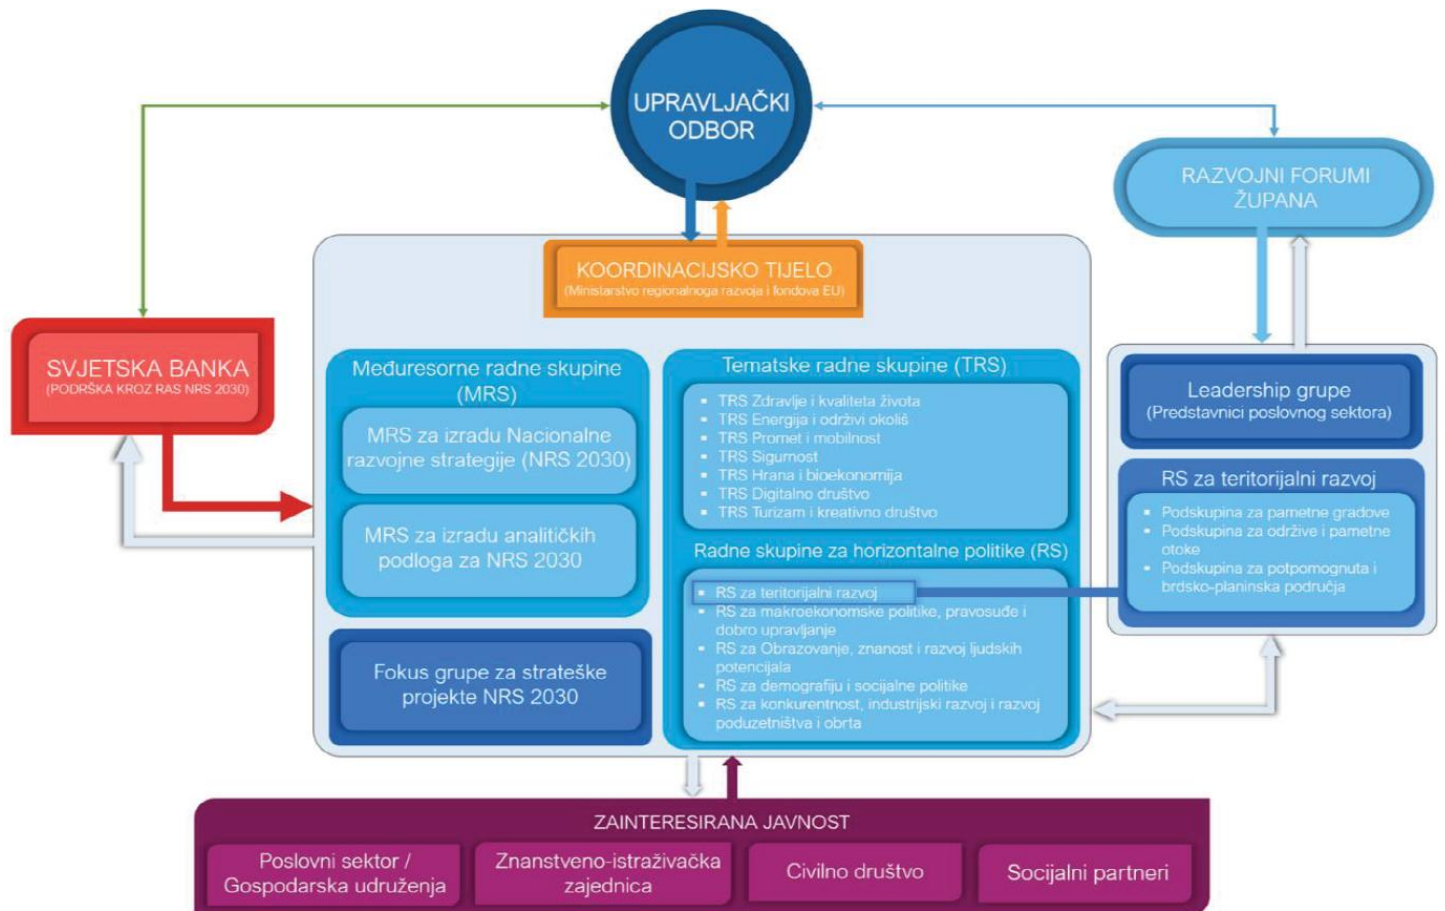 UPRAVLJAČKI
ODBOR
RAZVOJNI FORUMI
ŽUPANA
KOORDINACIJSKO TIJELO
(Ministarstvo regionalnoga razvoja i fondova EU)
SVJETSKA BANKA
(PODRŠKA KROZ RAS NRS 2030)
Međuresorne radne skupine
(MRS)
MRS za izradu Nacionalne
razvojne strategije (NRS 2030)
MRS za izradu analitičkih
podloga za NRS 2030
Fokus grupe za strateške
projekte NRS 2030
Tematske radne skupine (TRS)
▪ TRS Zdravlje i kvaliteta života
▪ TRS Energija i održivi okoliš
▪ TRS Promet i mobilnost
▪ TRS Sigurnost
▪ TRS Hrana i bioekonomija
▪ TRS Digitalno društvo
▪ TRS Turizam i kreativno društvo
Radne skupine za horizontalne politike (RS)
▪ RS za teritorijalni razvoj
▪ RS za makroekonomske politike, pravosuđe i
dobro upravljanje
▪ RS za Obrazovanje, znanost i razvoj ljudskih
potencijala
▪ RS za demografiju i socijalne politike
▪ RS za konkurentnost, industrijski razvoj i razvoj
poduzetništva i obrta
Leadership grupe
(Predstavnici poslovnog sektora)
RS za teritorijalni razvoj
▪ Podskupina za pametne gradove
▪ Podskupina za održive i pametne
otoke
▪ Podskupina za potpomognuta i
brdsko-planinska područja
ZAINTERESIRANA JAVNOST
Poslovni sektor /
Gospodarska udruženja
Znanstveno-istraživačka
zajednica
Civilno društvo
Socijalni partneri